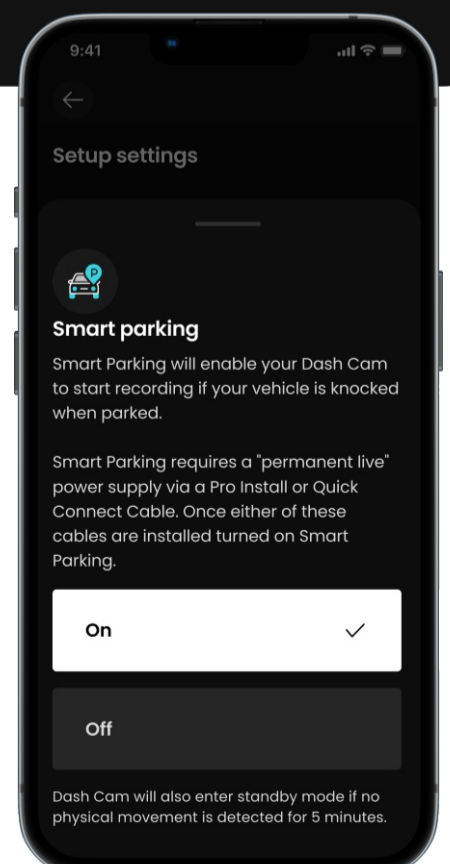 9:41
Setup settings
P
Smart parking
Smart Parking will enable your Dash Cam
to start recording if your vehicle is knocked
when parked.
Smart Parking requires a "permanent live"
power supply via a Pro Install or Quick
Connect Cable. Once either of these
cables are installed turned on Smart
Parking.
On
Off
Dash Cam will also enter standby mode if no
physical movement is detected for 5 minutes.